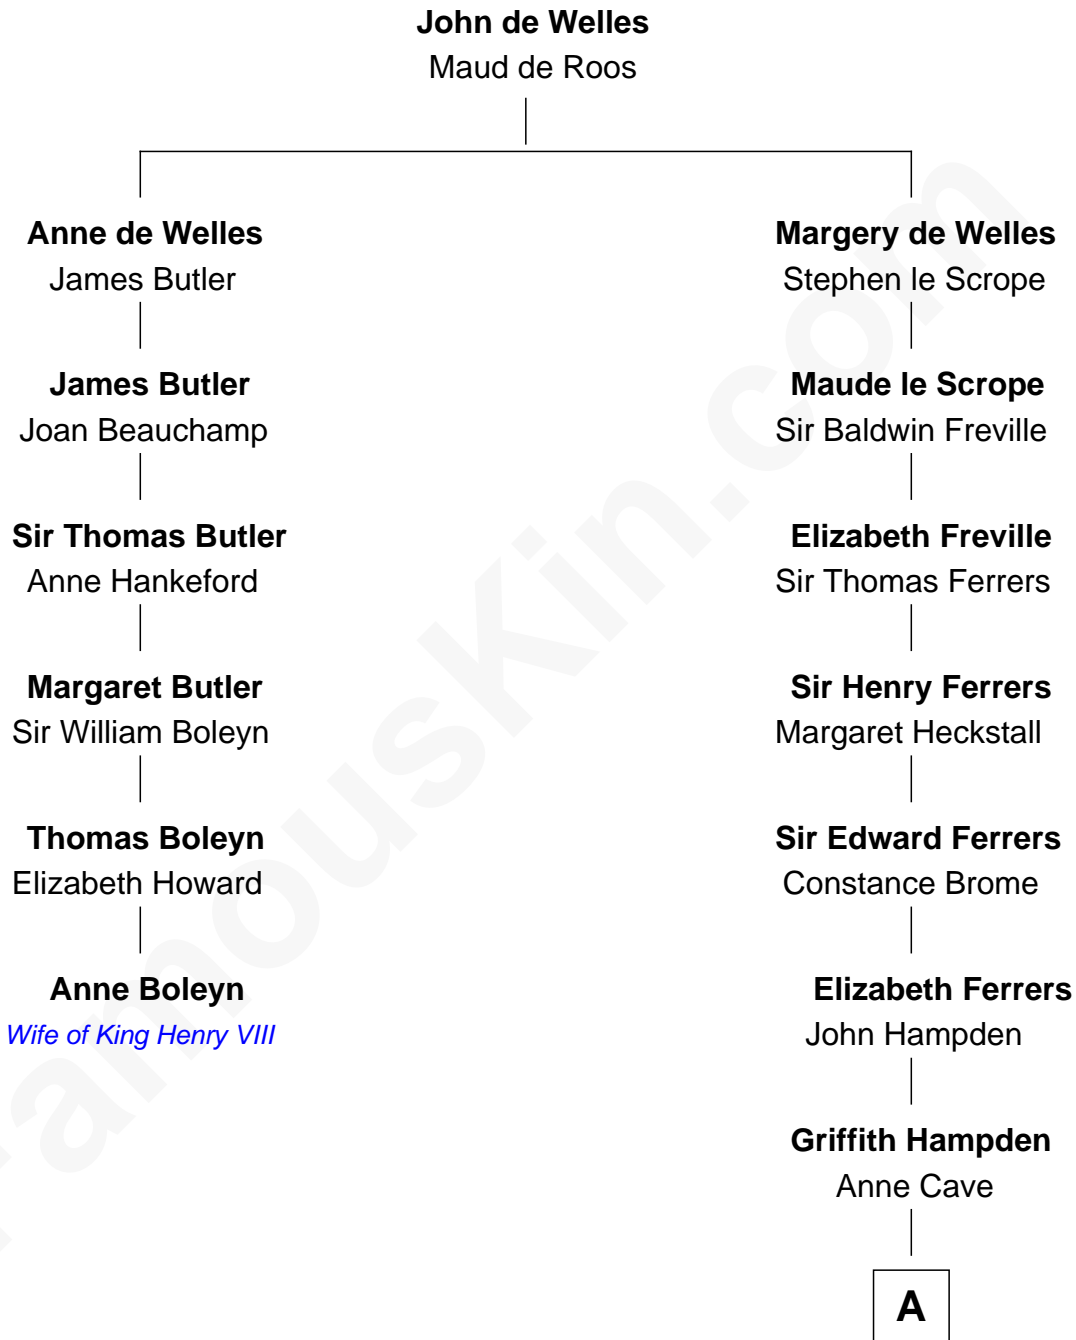 John de Welles
Maud de Roos
Anne de Welles
James Butler
James Butler
Joan Beauchamp
Sir Thomas Butler
Anne Hankeford
Margaret Butler
Sir William Boleyn
Thomas Boleyn
Elizabeth Howard
Anne Boleyn
Wife of King Henry VIII
Margery de Welles
Stephen le Scrope
Maude le Scrope
Sir Baldwin Freville
Elizabeth Freville
Sir Thomas Ferrers
Sir Henry Ferrers
Margaret Heckstall
Sir Edward Ferrers
Constance Brome
Elizabeth Ferrers
John Hampden
Griffith Hampden
Anne Cave
A
FamousKin.com